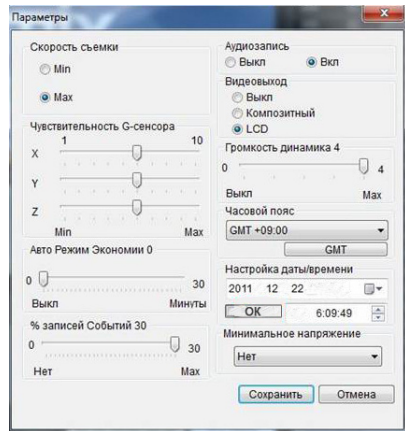 Параметры
Скорость съемки
Min
Max
Чувствительность G-сенсора
1 10
X
Y
Z
Min Max
Авто Режим Экономии 0
0 30
Выкл Минуты
% записей Событий 30
0 30
Нет Max
Аудиозапись
Выкл Вкл
Видеовыход
Выкл
Композитный
LCD
Громкость динамика 4
0 4
Выкл Max
Часовой пояс
GMT +09:00
GMT
Настройка даты/времени
2011 12 22
OK 6:09:49
Минимальное напряжение
Нет
Сохранить Отмена